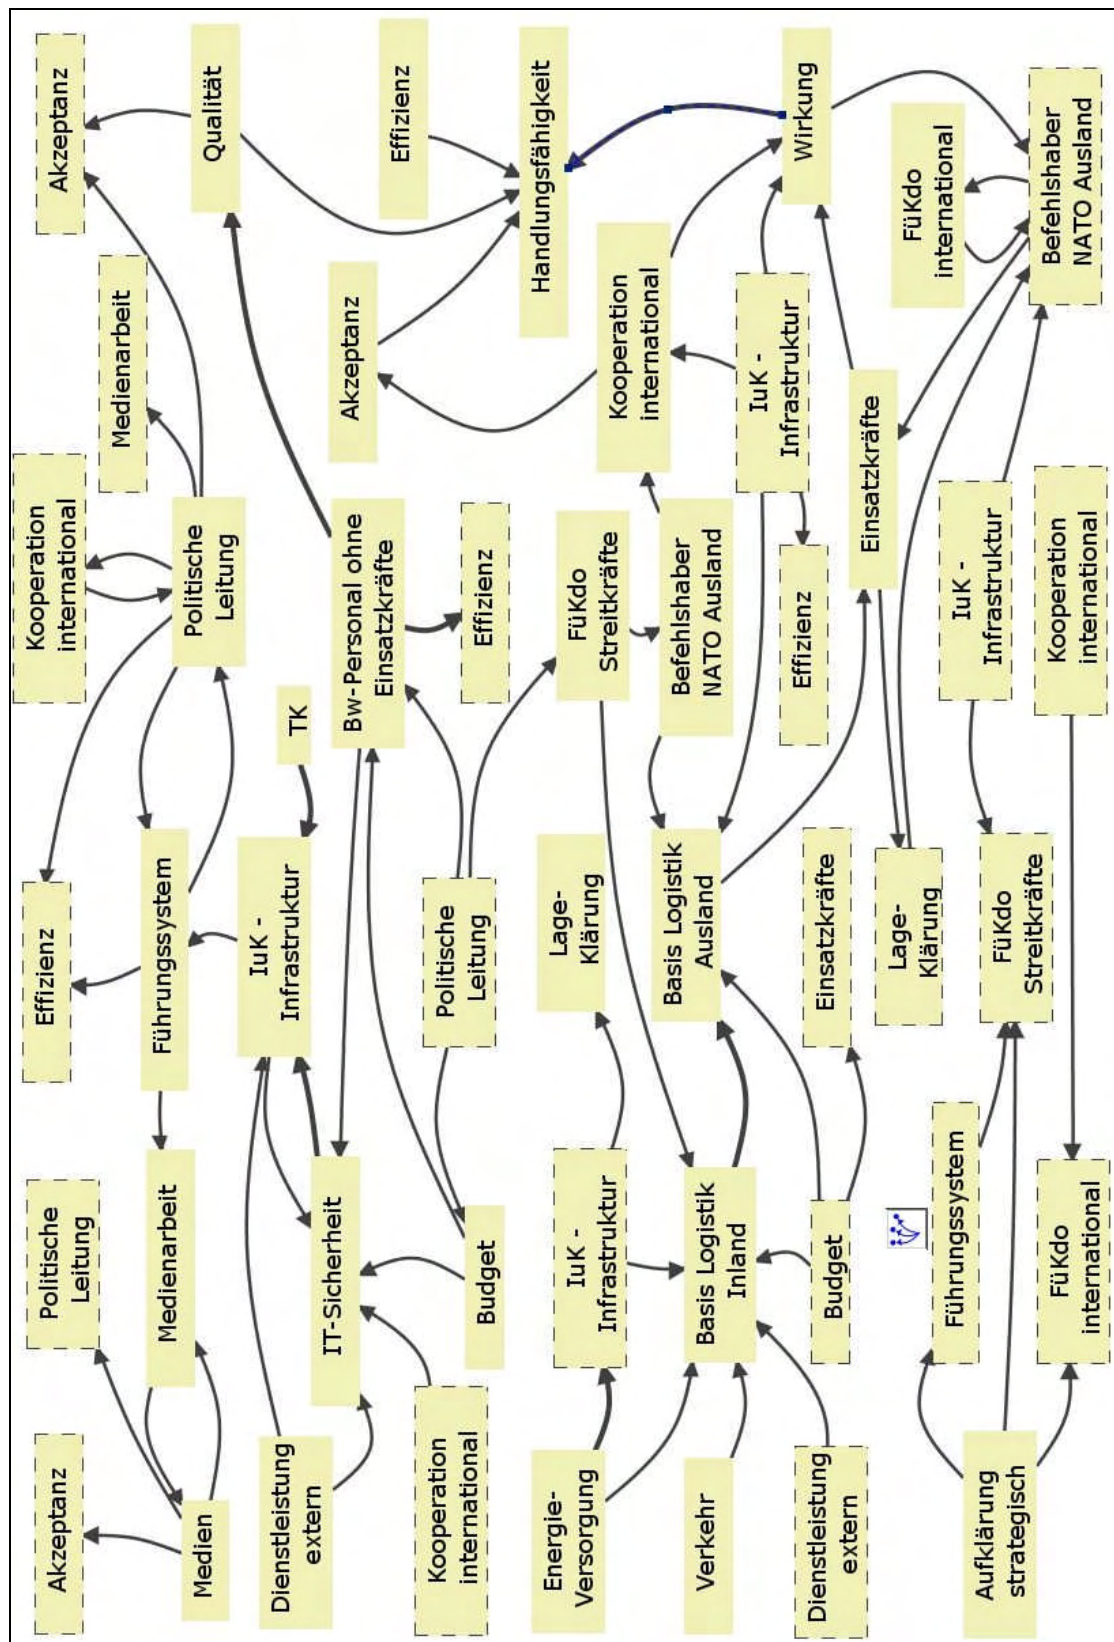 Akzeptanz
Politische
Leitung
Effizienz
Kooperation
international
Akzeptanz
Medien
Medienarbeit
Führungssystem
Politische
Leitung
Medienarbeit
Qualität
Dienstleistung
extern
IT-Sicherheit
IuK -
Infrastruktur
TK
Bw-Personal ohne
Einsatzkräfte
Akzeptanz
Effizienz
Kooperation
international
Budget
Politische
Leitung
Effizienz
Handlungsfähigkeit
Energie-
Versorgung
IuK -
Infrastruktur
Lage-
Klärung
FüKdo
Streitkräfte
Kooperation
international
Verkehr
Basis Logistik
Inland
Basis Logistik
Ausland
Befehlshaber
NATO Ausland
IuK -
Infrastruktur
Wirkung
Dienstleistung
extern
Budget
Einsatzkräfte
Effizienz
Einsatzkräfte
Führungssystem
Lage-
Klärung
IuK -
Infrastruktur
FüKdo
international
Aufklärung
strategisch
FüKdo
international
FüKdo
Streitkräfte
Kooperation
international
Befehlshaber
NATO Ausland